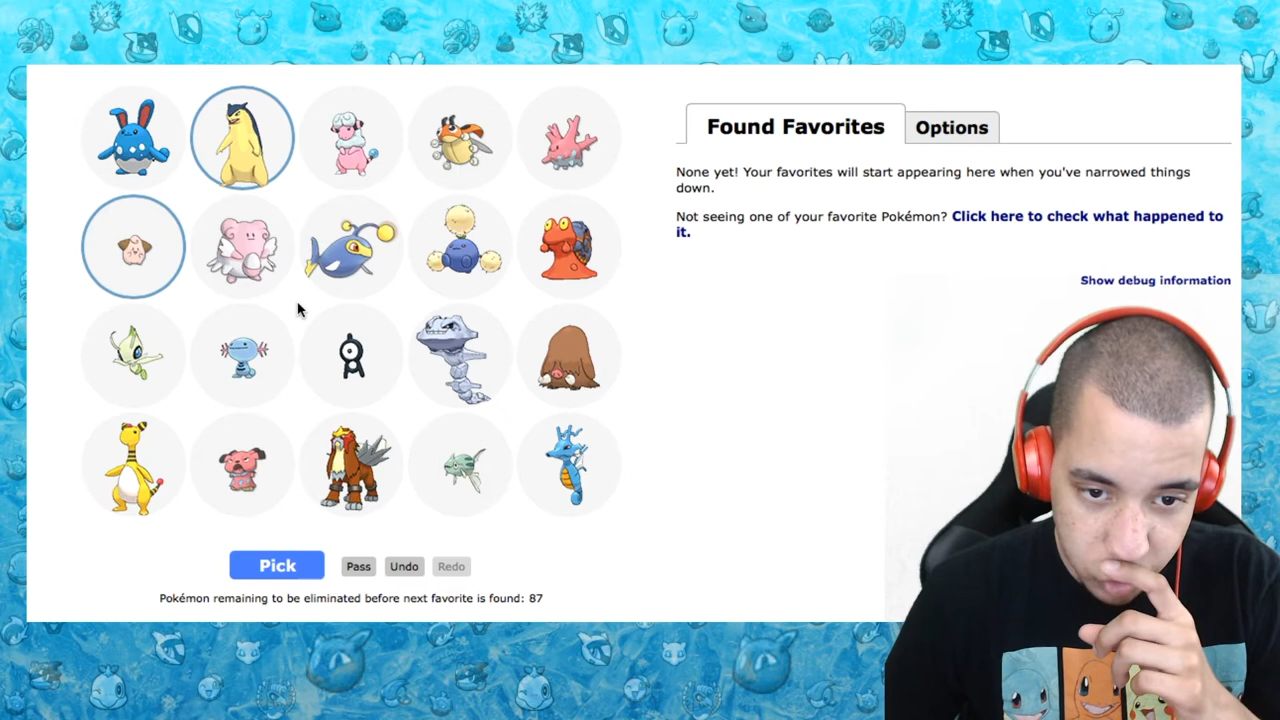 Found Favorites
Options
None yet! Your favorites will start appearing here when you've narrowed things
down.
Not seeing one of your favorite Pokémon? Click here to check what happened to
it.
Show debug information
Pick
Pass
Undo
Redo
Pokémon remaining to be eliminated before next favorite is found: 87